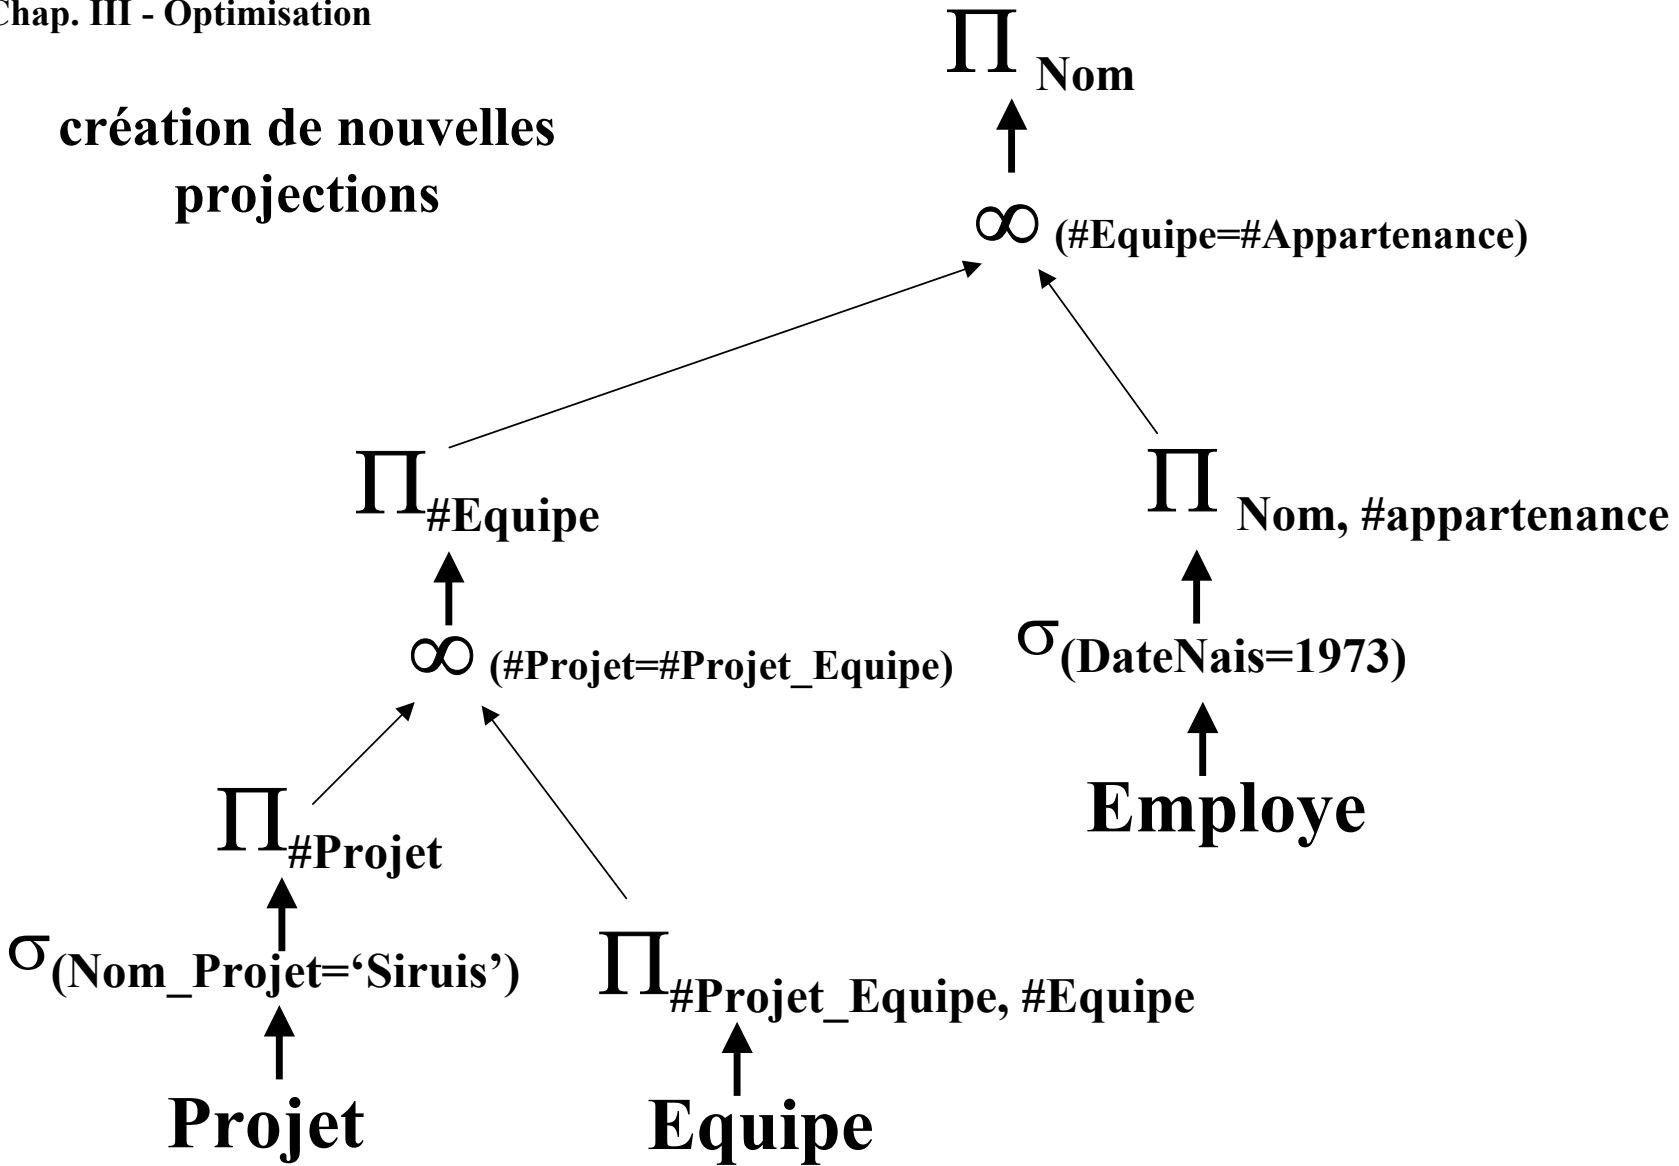 Chap. III - Optimisation
création de nouvelles
projections
Π Nom
∞ (#Equipe=#Appartenance)
Π #Equipe
Π Nom, #appartenance
∞ (#Projet=#Projet_Equipe)
σ (DateNais=1973)
Employe
Π #Projet
σ (Nom_Projet=‘Siruis’)
Π #Projet_Equipe, #Equipe
Projet
Equipe